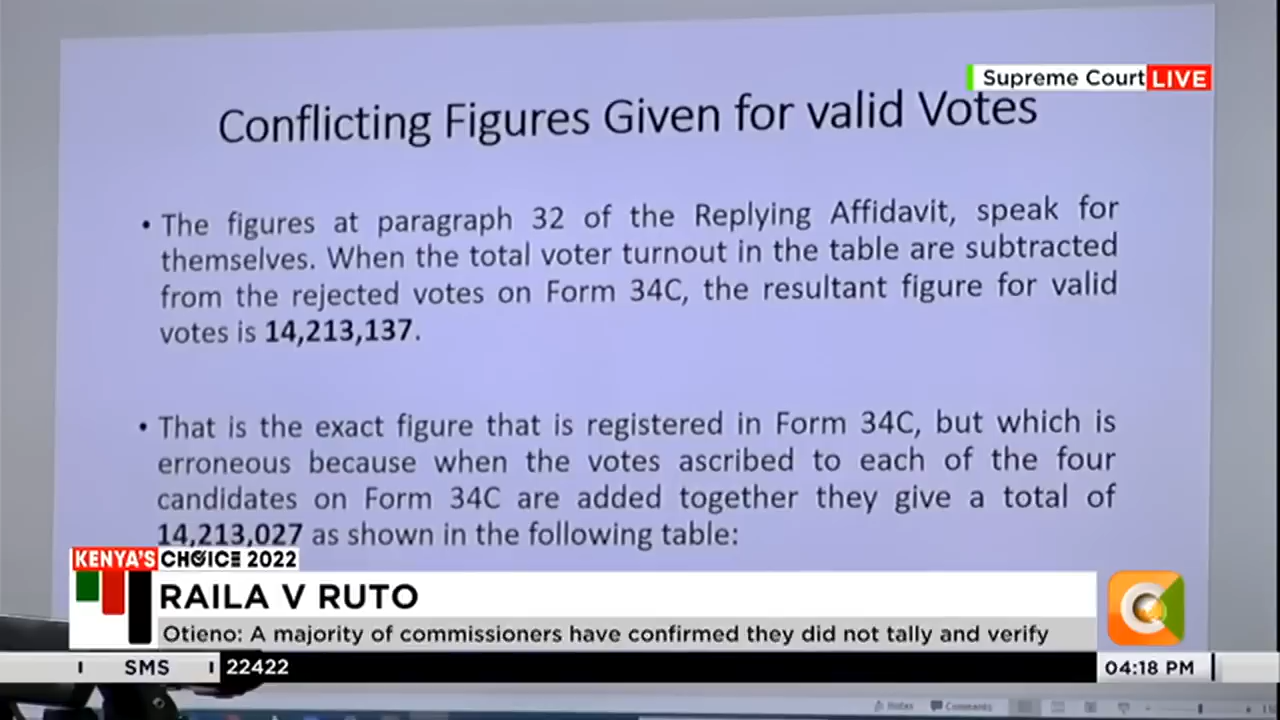 Supreme Court LIVE
Conflicting Figures Given for valid Votes
• The figures at paragraph 32 of the Replying Affidavit, speak for
themselves. When the total voter turnout in the table are subtracted
from the rejected votes on Form 34C, the resultant figure for valid
votes is 14,213,137.
• That is the exact figure that is registered in Form 34C, but which is
erroneous because when the votes ascribed to each of the four
candidates on Form 34C are added together they give a total of
14,213,027 as shown in the following table:
KENYA'S CHOICE 2022
RAILA V RUTO
Otieno: A majority of commissioners have confirmed they did not tally and verify
SMS 22422
04:18 PM
Notes Comments